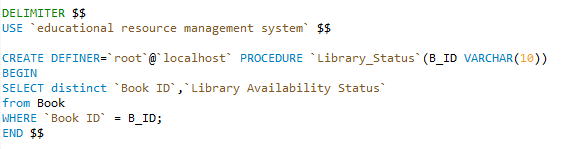 DELIMITER $$
USE `educational resource management system` $$
CREATE DEFINER=`root`@`localhost` PROCEDURE `Library_Status`(B_ID VARCHAR(10))
BEGIN
SELECT distinct `Book ID`,`Library Availability Status`
from Book
WHERE `Book ID` = B_ID;
END $$